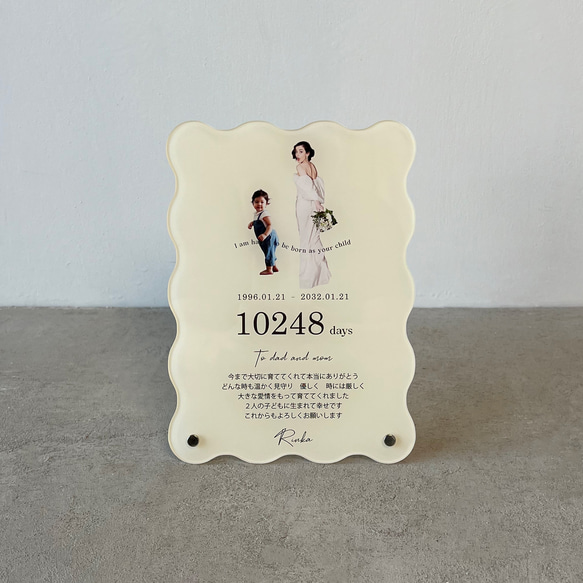 I am ha to be born as your child
1996.01.21 - 2032.01.21
10248 days
To dad and mom
今まで大切に育ててくれて本当にありがとう
どんな時も温かく見守り 優しく 時には厳しく
大きな愛情をもって育ててくれました
2人の子どもに生まれて幸せです
これからもよろしくお願いします
Rinka